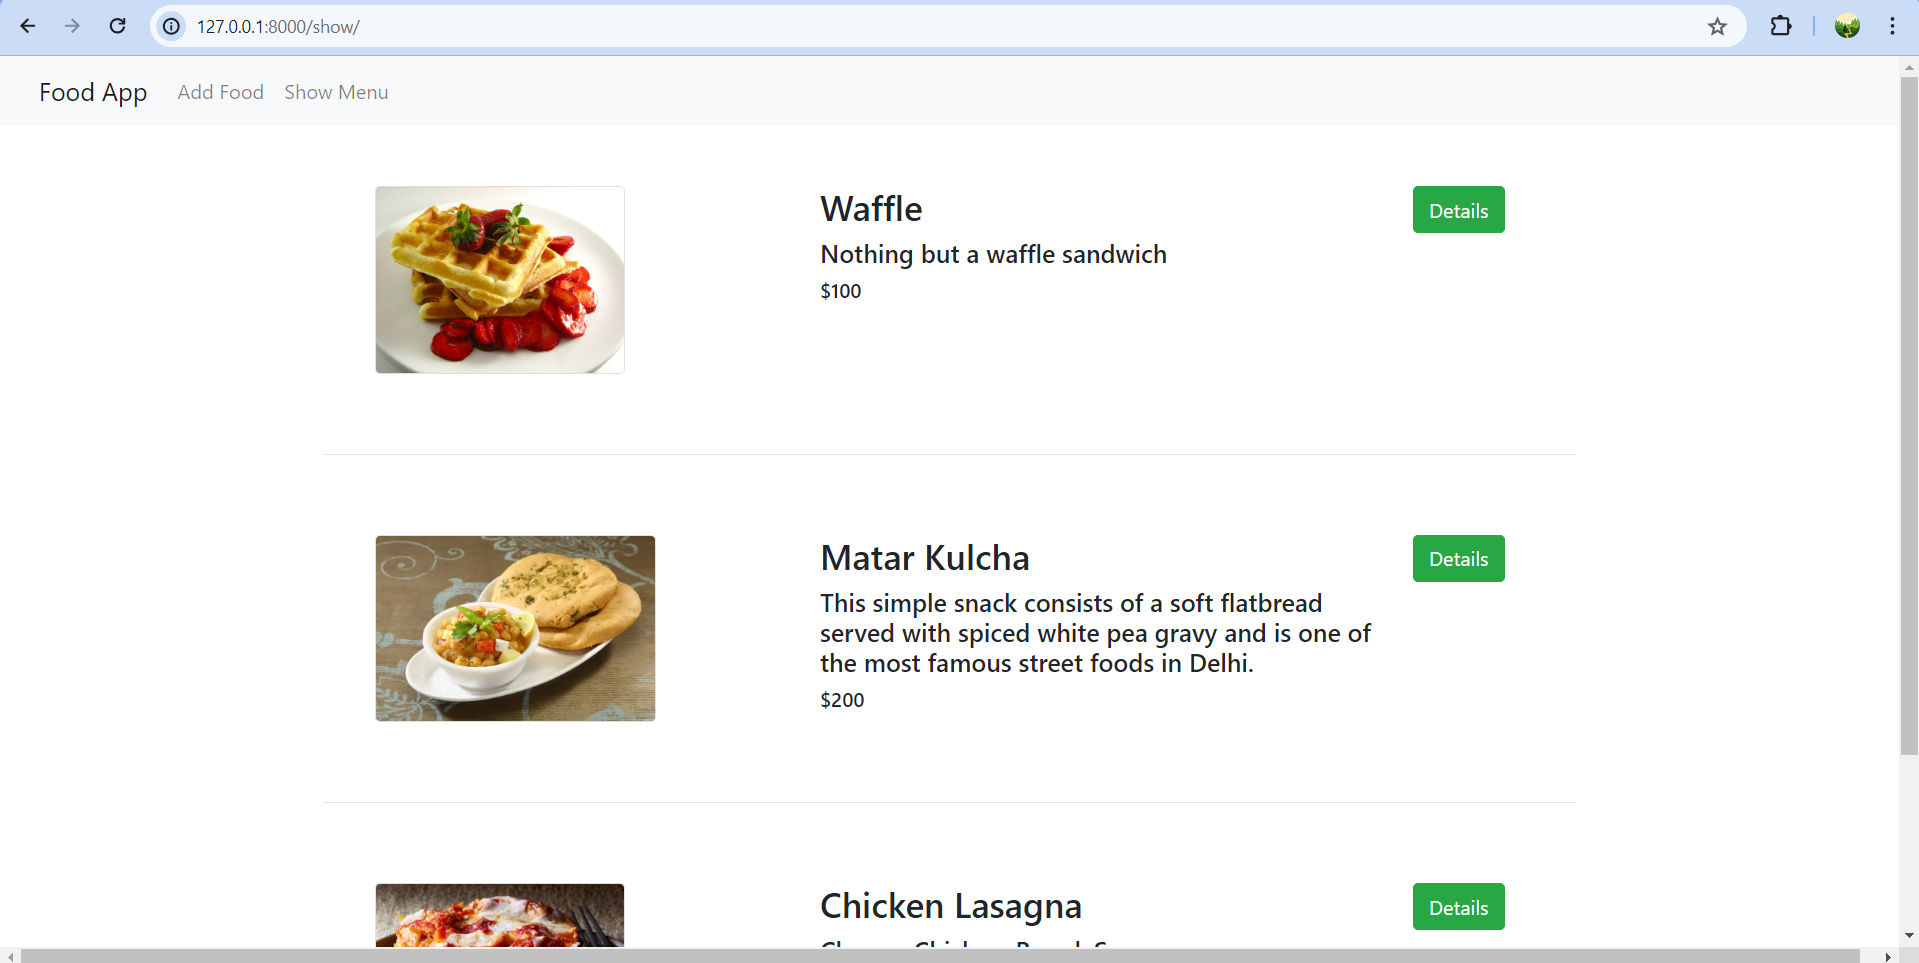 127.0.0.1:8000/show/
Food App Add Food Show Menu
Waffle
Details
Nothing but a waffle sandwich
$100
Matar Kulcha
Details
This simple snack consists of a soft flatbread
served with spiced white pea gravy and is one of
the most famous street foods in Delhi.
$200
Chicken Lasagna
Details